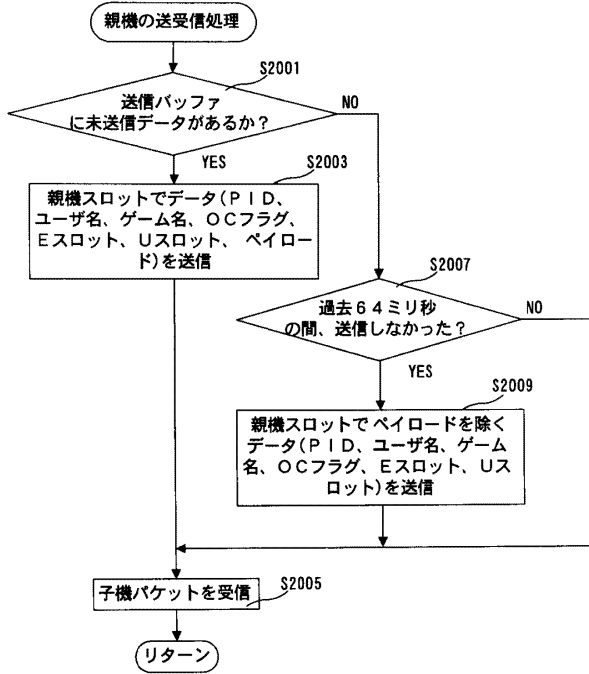 親機の送受信処理
S2001
送信バッファ
に未送信データがあるか？
NO
YES
S2003
親機スロットでデータ(ＰＩＤ、
ユーザ名、ゲーム名、ＯＣフラグ、
Ｅスロット、Ｕスロット、 ペイロー
ド)を送信
S2007
過去６４ミリ秒
の間、送信しなかった？
NO
YES
S2009
親機スロットで ペイロードを除く
データ(ＰＩＤ、ユーザ名、ゲーム
名、ＯＣフラグ、Ｅスロット、Ｕス
ロット)を送信
子機パケットを受信
S2005
リターン